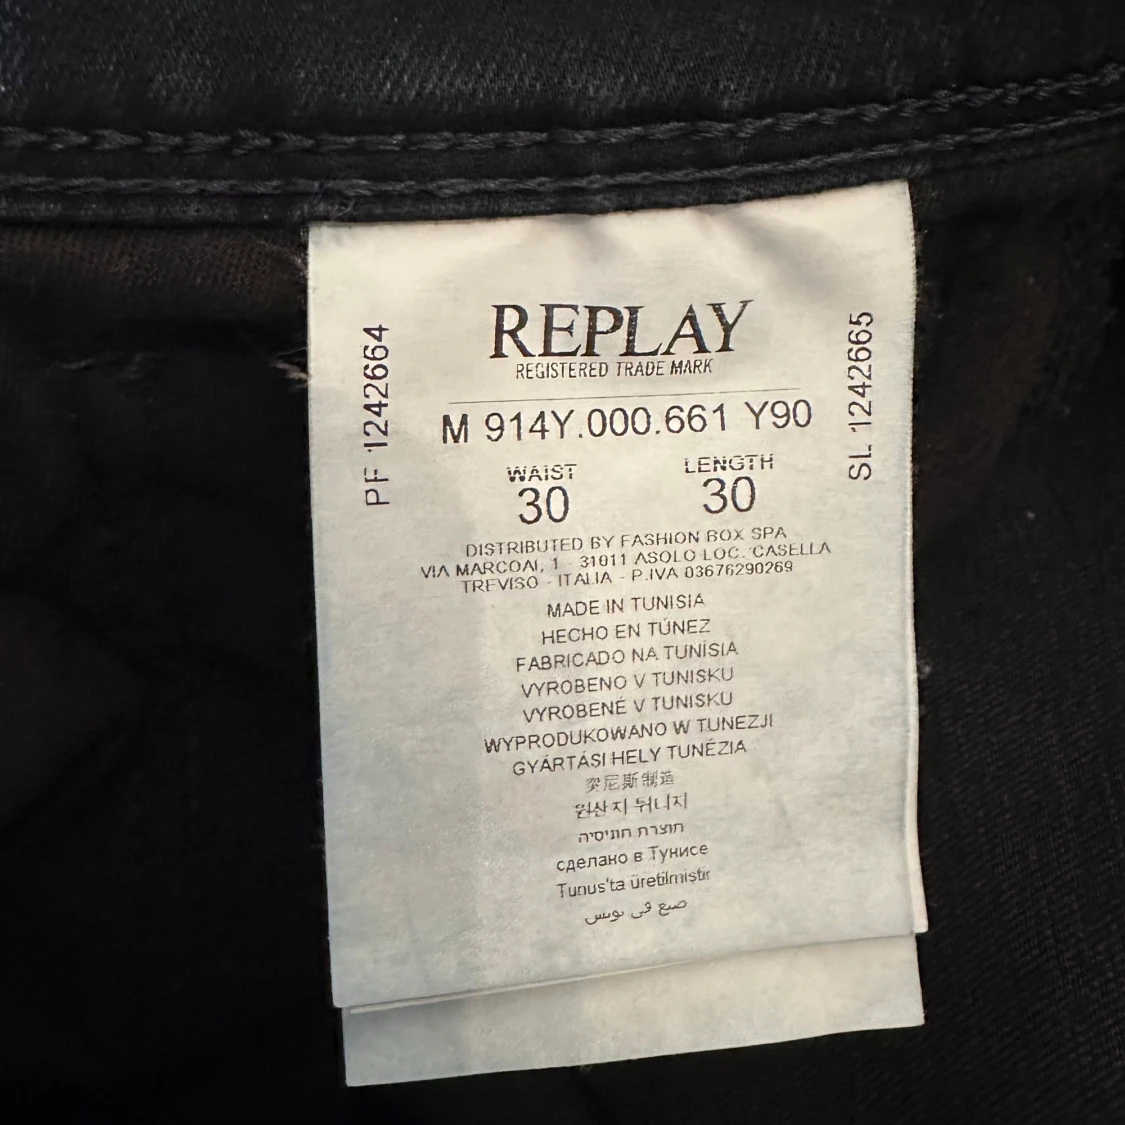 REPLAY
REGISTERED TRADE MARK
PF 1242664
SL 1242665
M 914Y.000.661 Y90
WAIST LENGTH
30 30
DISTRIBUTED BY FASHION BOX SPA
VIA MARCOAI, 1 - 31011 ASOLO LOC. CASELLA
TREVISO - ITALIA - P.IVA 03676290269
MADE IN TUNISIA
HECHO EN TÚNEZ
FABRICADO NA TUNÍSIA
VYROBENO V TUNISKU
VYROBENÉ V TUNISKU
WYPRODUKOWANO W TUNEZJI
GYÁRTÁSI HELY TUNÉZIA
突尼斯制造
원산지 튀니지
תוצרת תוניסיה
сделано в Тунисе
Tunus'ta üretilmiştir
صنع في تونس